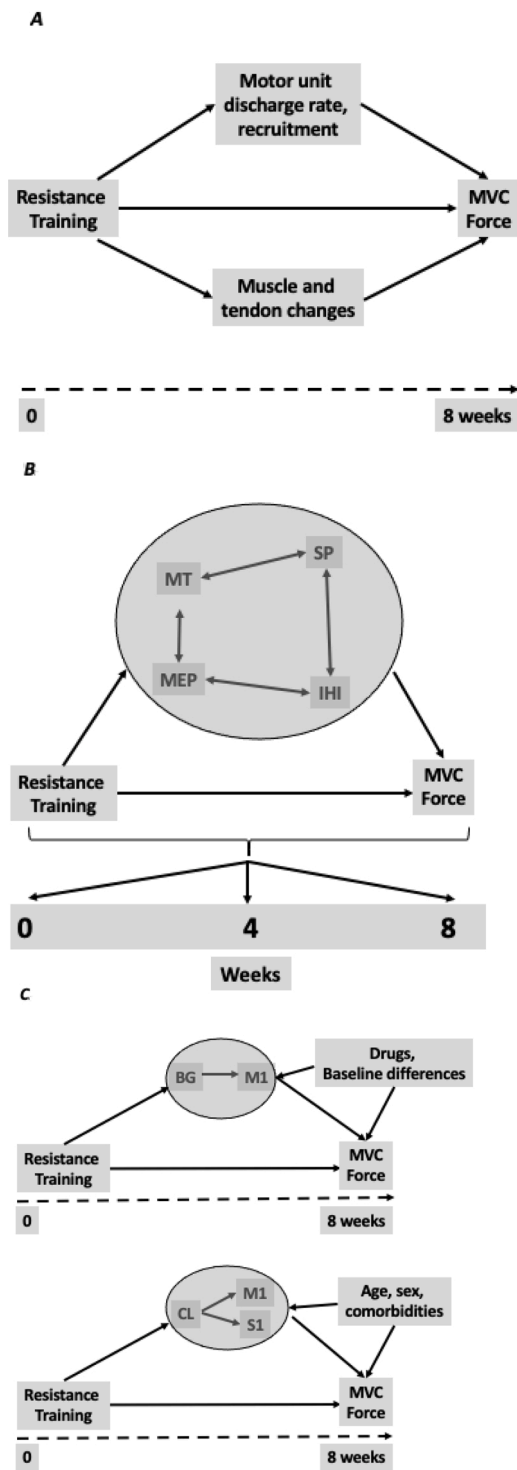 A
Motor unit
discharge rate,
recruitment
Resistance
Training
MVC
Force
Muscle and
tendon changes
0
8 weeks
B
MT
SP
MEP
IHI
Resistance
Training
MVC
Force
0 4 8
Weeks
C
BG
M1
Drugs,
Baseline differences
Resistance
Training
MVC
Force
0
8 weeks
CL
M1
S1
Age, sex,
comorbidities
Resistance
Training
MVC
Force
0
8 weeks